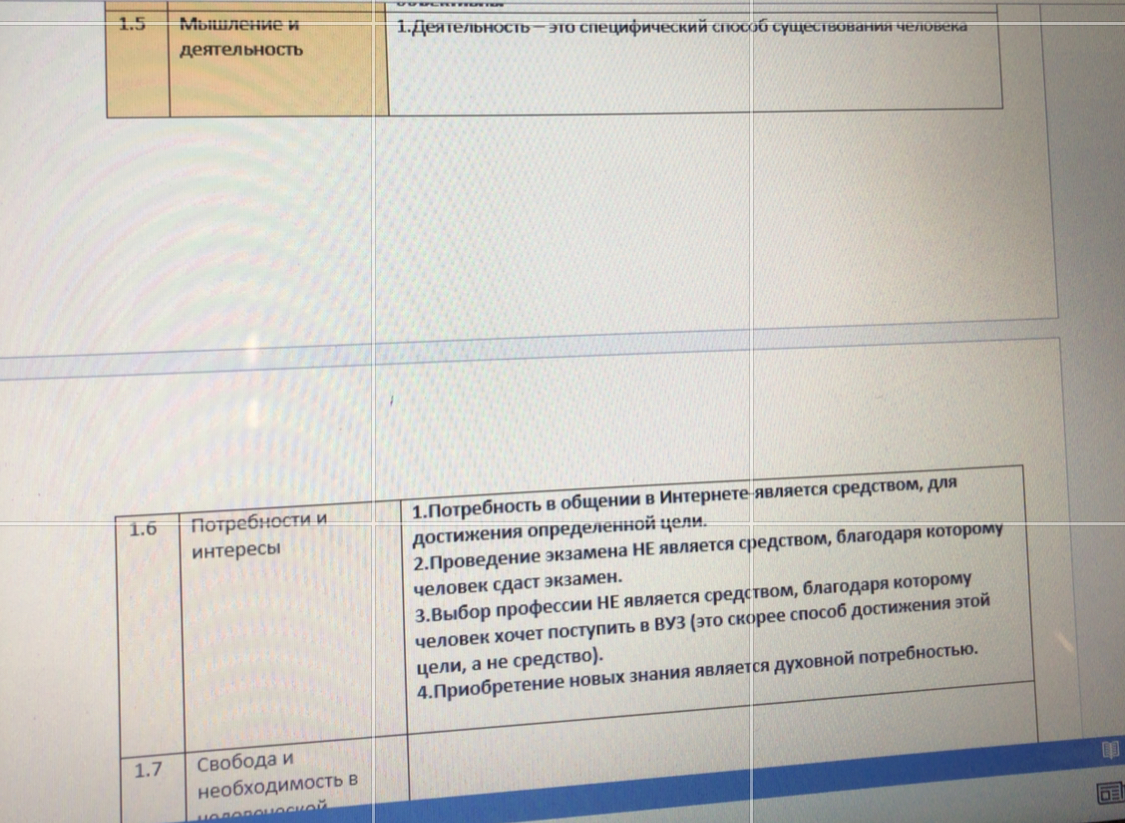 1.5
Мышление и
деятельность
1.Деятельность – это специфический способ существования человека
1.6
Потребности и
интересы
1.Потребность в общении в Интернете является средством, для
достижения определенной цели.
2.Проведение экзамена НЕ является средством, благодаря которому
человек сдаст экзамен.
3.Выбор профессии НЕ является средством, благодаря которому
человек хочет поступить в ВУЗ (это скорее способ достижения этой
цели, а не средство).
4.Приобретение новых знания является духовной потребностью.
1.7
Свобода и
необходимость в